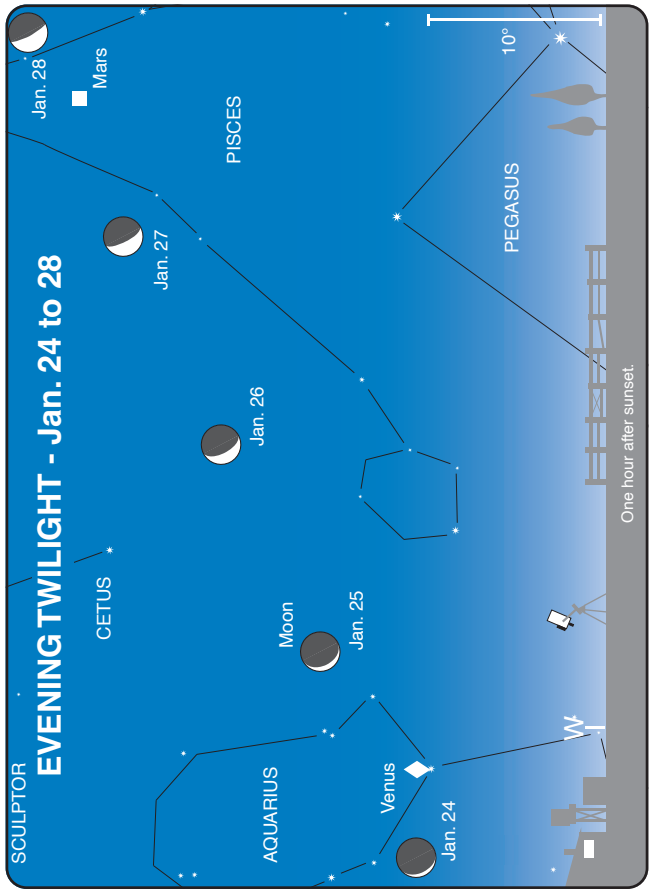 SCULPTOR
EVENING TWILIGHT - Jan. 24 to 28
CETUS
Jan. 28
Mars
Jan. 27
PISCES
Jan. 26
Moon
Jan. 25
AQUARIUS
Venus
Jan. 24
PEGASUS
10°
W
One hour after sunset.